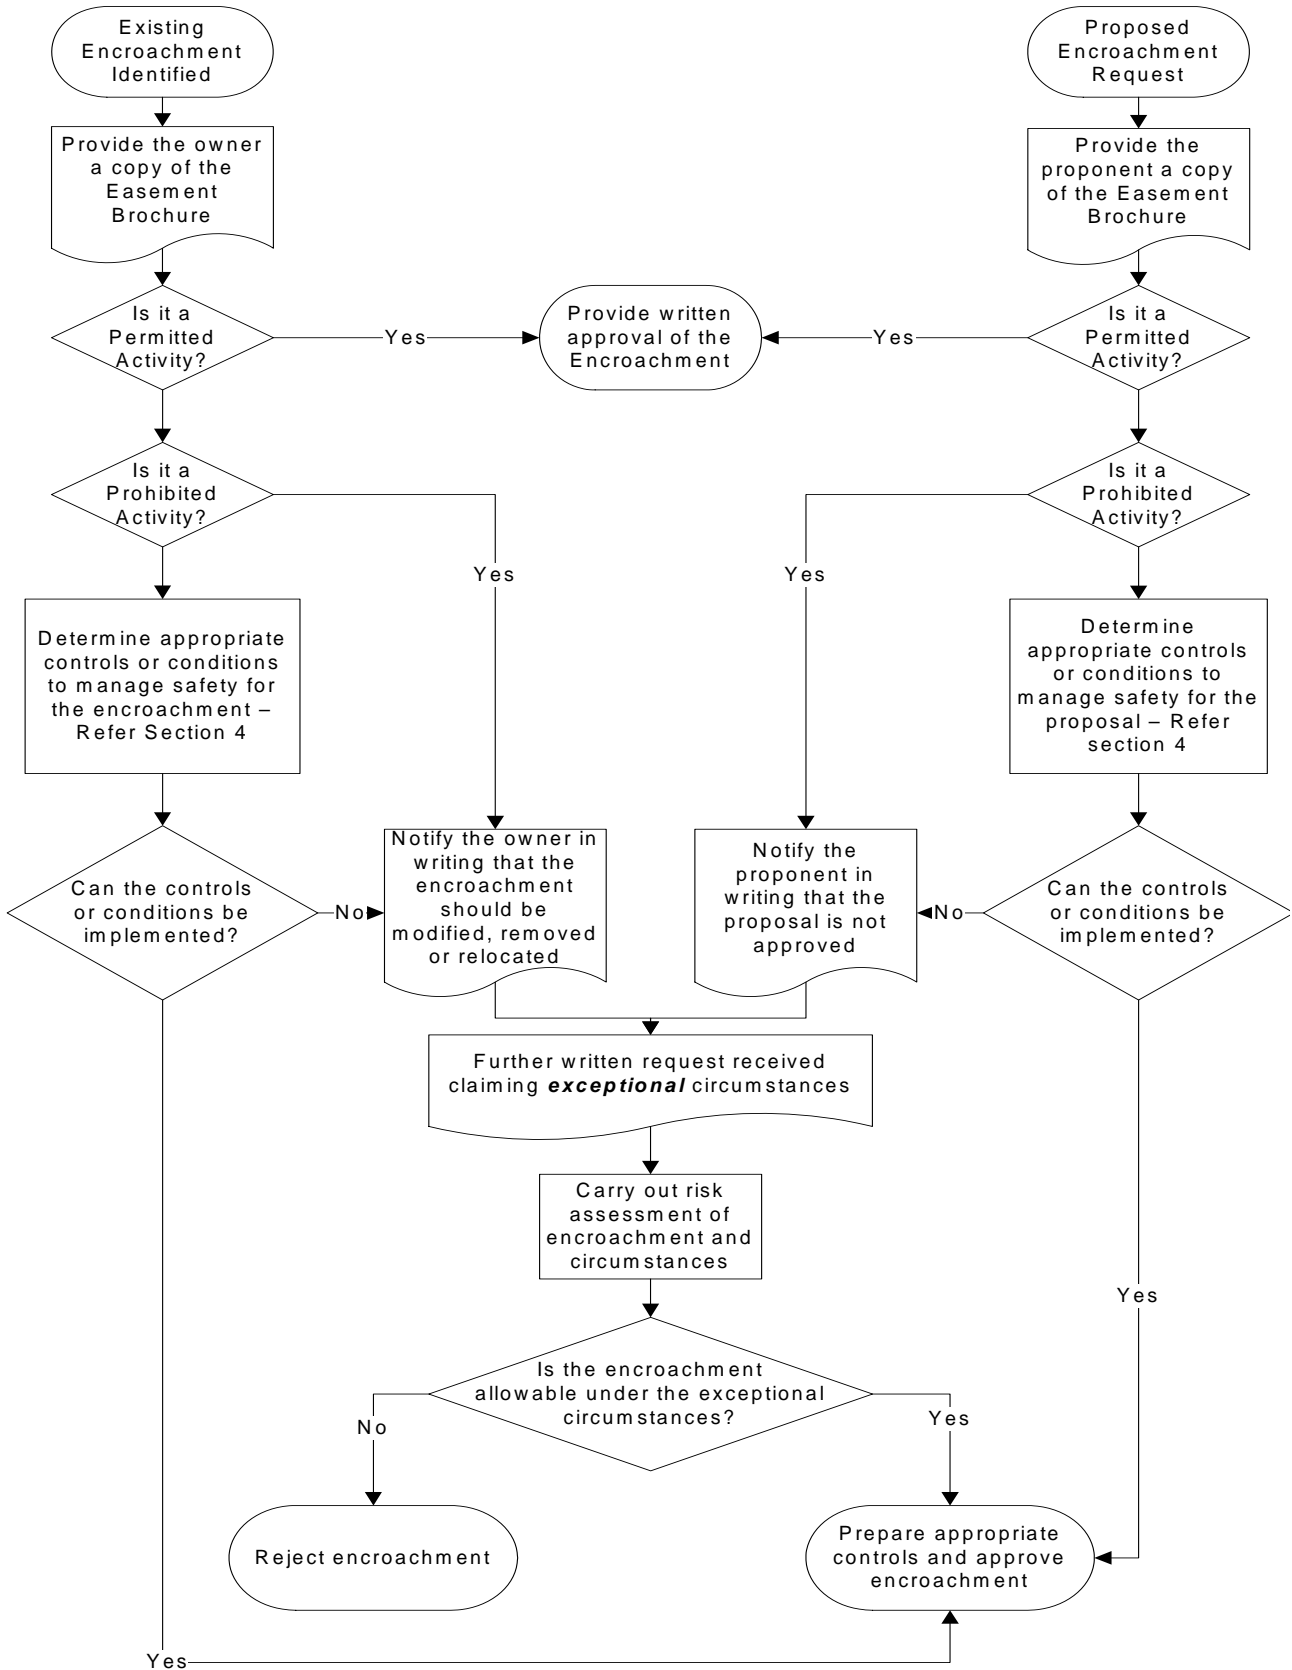 Existing
Encroachment
Identified
Proposed
Encroachment
Request
Provide the owner
a copy of the
Easement
Brochure
Provide the
proponent a copy
of the Easement
Brochure
Is it a
Permitted
Activity?
Yes
Provide written
approval of the
Encroachment
Yes
Is it a
Permitted
Activity?
Is it a
Prohibited
Activity?
Is it a
Prohibited
Activity?
Yes
Yes
Determine appropriate
controls or conditions
to manage safety for
the encroachment –
Refer Section 4
Determine
appropriate controls
or conditions to
manage safety for the
proposal – Refer
section 4
Can the controls
or conditions be
implemented?
No
Notify the owner in
writing that the
encroachment
should be
modified, removed
or relocated
Notify the
proponent in
writing that the
proposal is not
approved
No
Can the controls
or conditions be
implemented?
Further written request received
claiming exceptional circumstances
Carry out risk
assessment of
encroachment and
circumstances
Yes
Is the encroachment
allowable under the exceptional
circumstances?
No
Yes
Reject encroachment
Prepare appropriate
controls and approve
encroachment
Yes